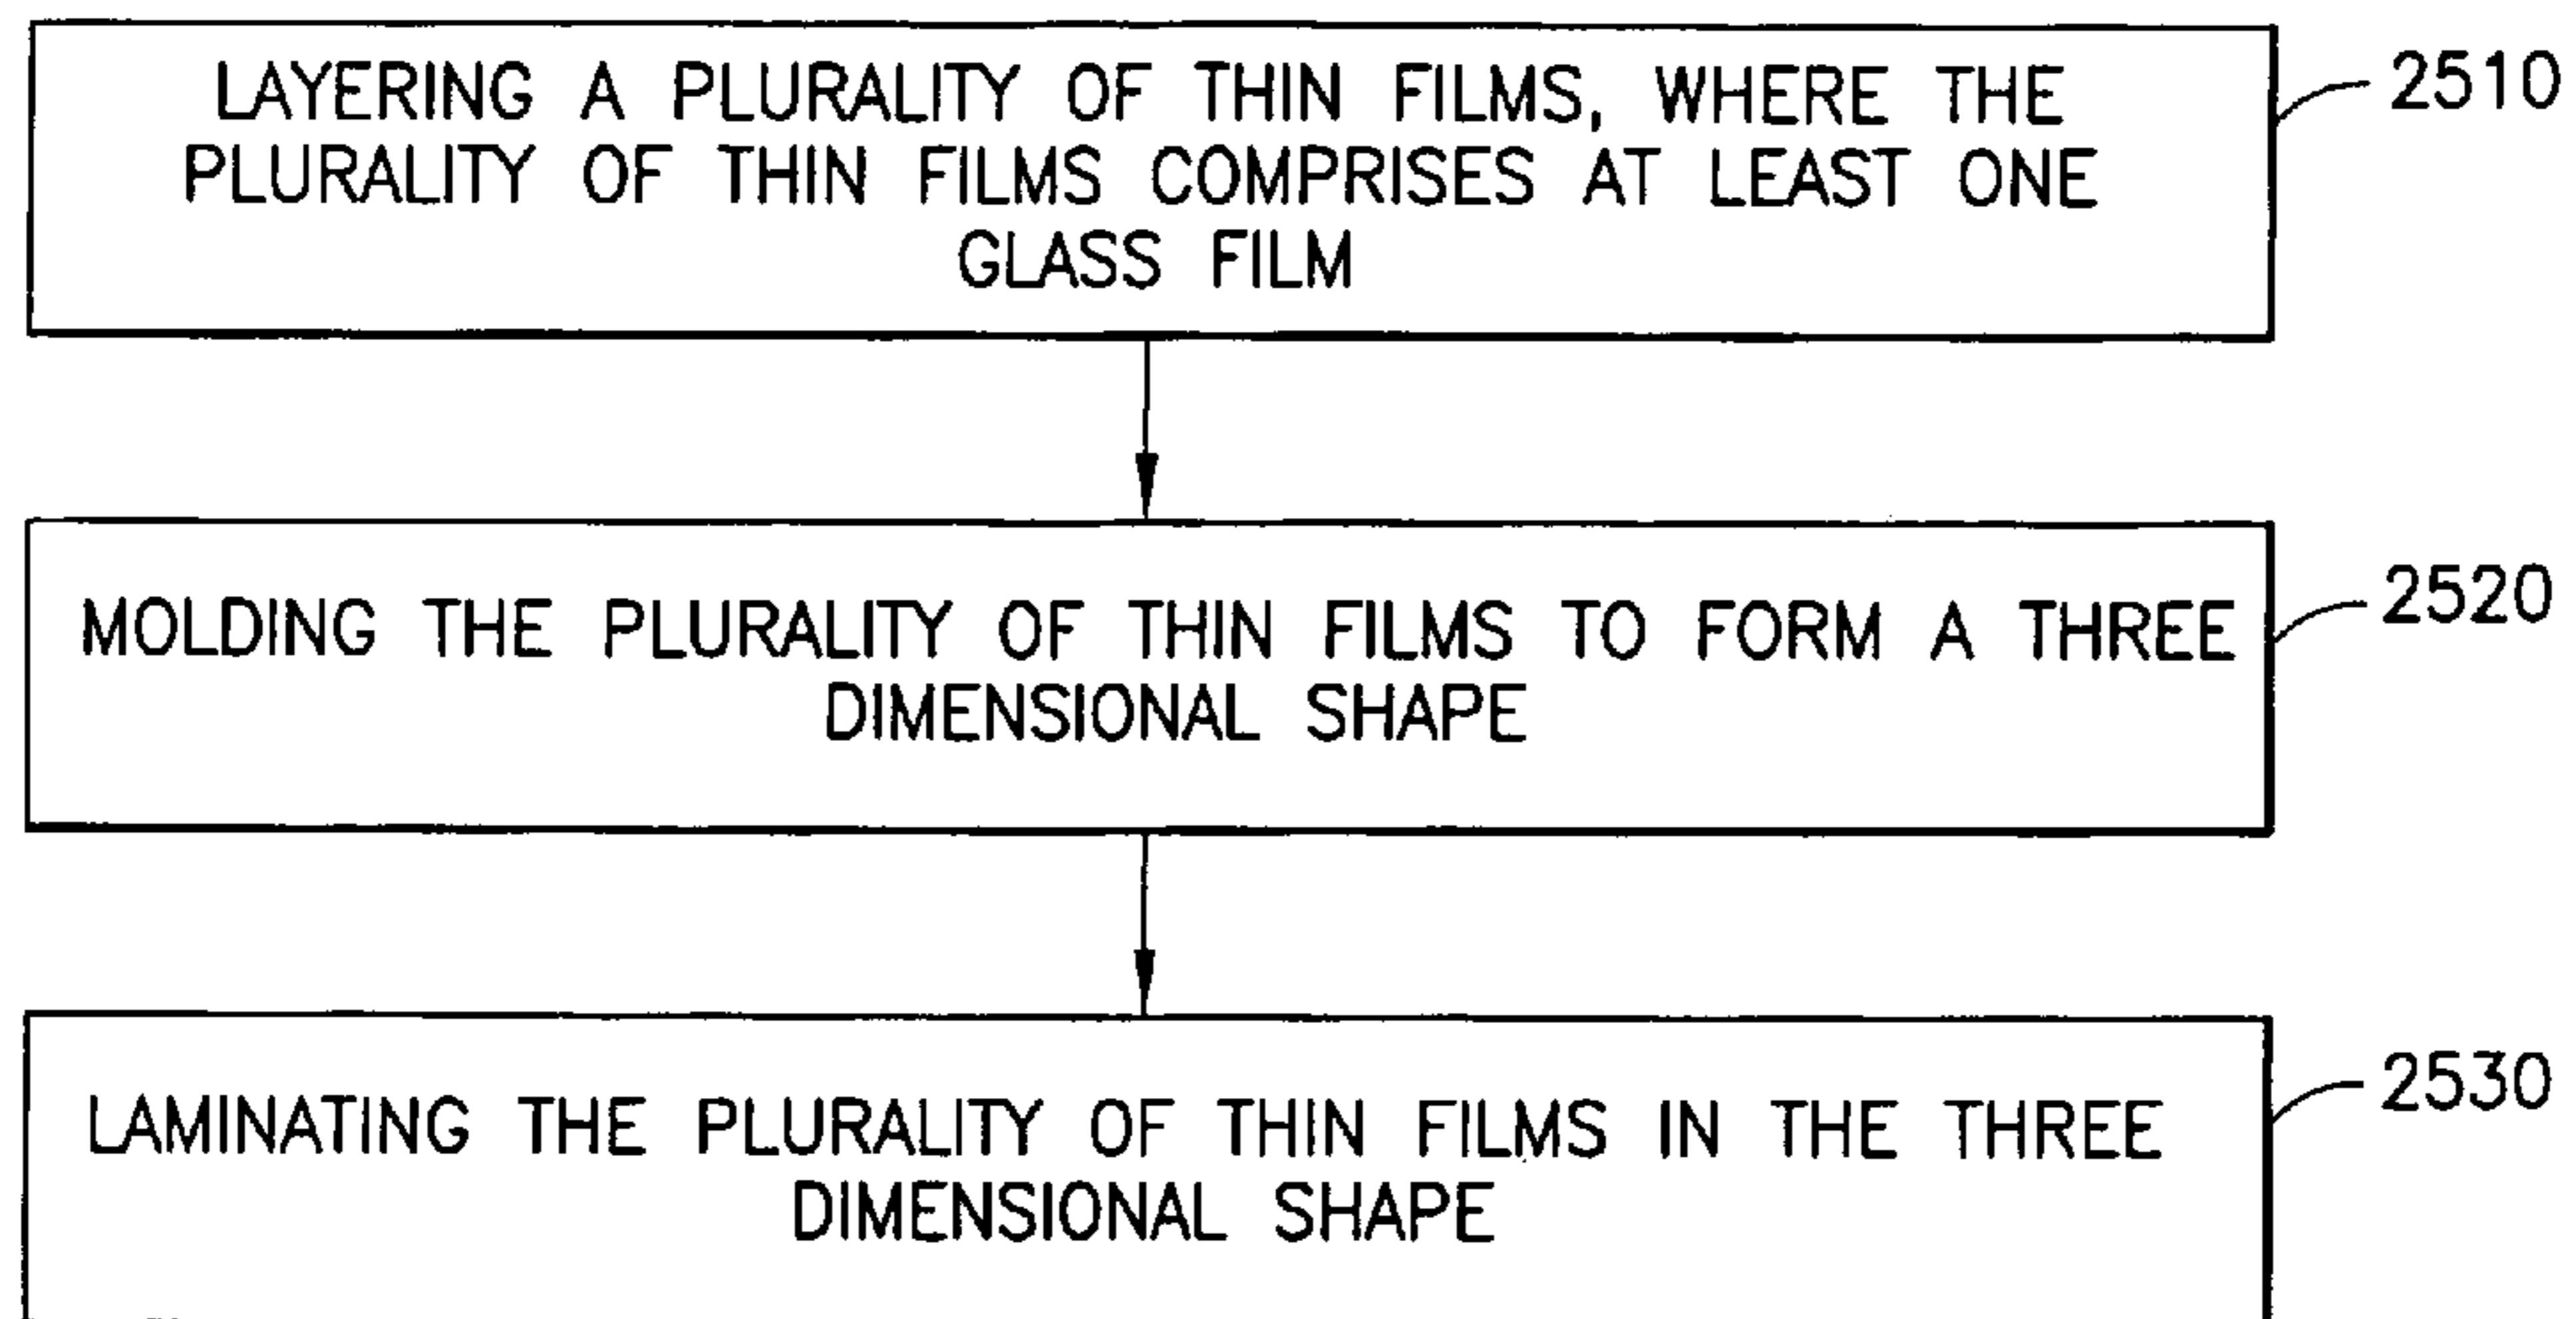 LAYERING A PLURALITY OF THIN FILMS, WHERE THE
PLURALITY OF THIN FILMS COMPRISES AT LEAST ONE
GLASS FILM
2510
MOLDING THE PLURALITY OF THIN FILMS TO FORM A THREE
DIMENSIONAL SHAPE
2520
LAMINATING THE PLURALITY OF THIN FILMS IN THE THREE
DIMENSIONAL SHAPE
2530